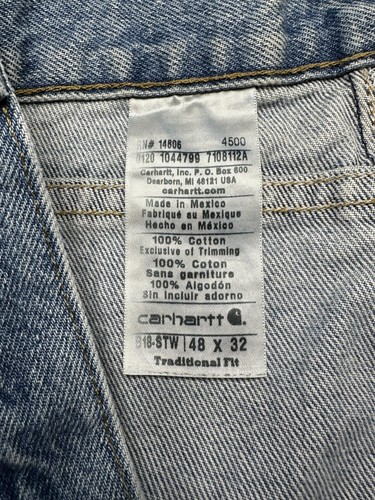 RN# 14806 4500
0120 1044799 7108112A
Carhartt, Inc. P.O. Box 600
Dearborn, MI 48121 USA
carhartt.com
Made in Mexico
Fabriqué au Mexique
Hecho en México
100% Cotton
Exclusive of Trimming
100% Coton
Sans garniture
100% Algodón
Sin incluir adorno
carhartt
B18-STW 48 X 32
Traditional Fit